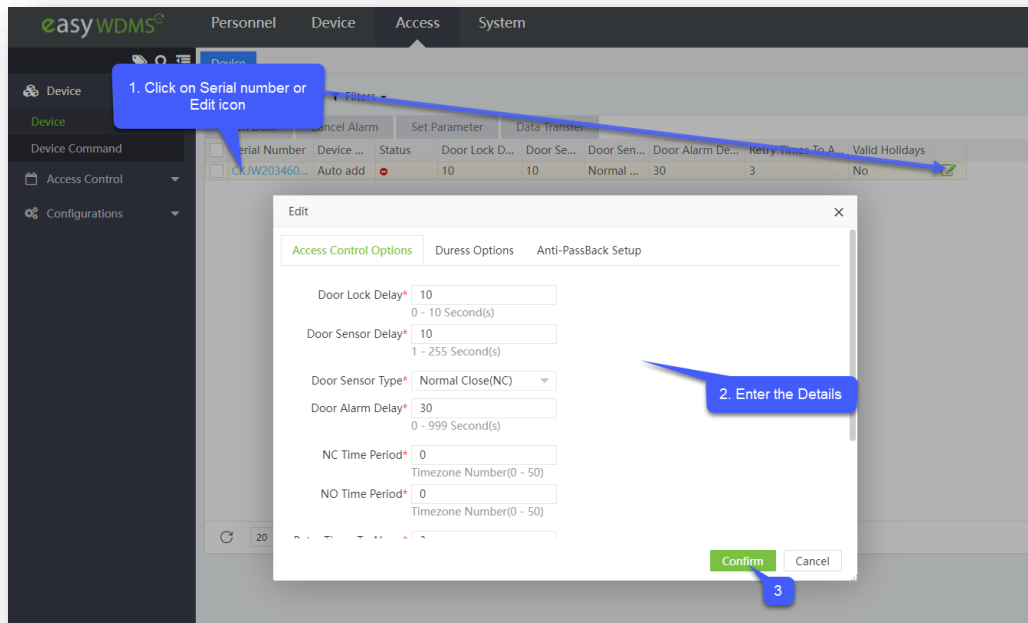 easy WDMS
Personnel
Device
Access
System
Device
Device
1. Click on Serial number or
Edit icon
Filters
Device
Cancel Alarm
Set Parameter
Data Transfer
Device Command
Serial Number
Device ...
Status
Door Lock D...
Door Se...
Door Sen...
Door Alarm De...
Retry Times To A...
Valid Holidays
Auto add
10
10
Normal ...
30
3
No
Access Control
Configurations
Edit
Access Control Options
Duress Options
Anti-PassBack Setup
Door Lock Delay*
10
0 - 10 Second(s)
Door Sensor Delay*
10
1 - 255 Second(s)
Door Sensor Type*
Normal Close(NC)
2. Enter the Details
Door Alarm Delay*
30
0 - 999 Second(s)
NC Time Period*
0
Timezone Number(0 - 50)
NO Time Period*
0
Timezone Number(0 - 50)
20
Confirm
Cancel
3